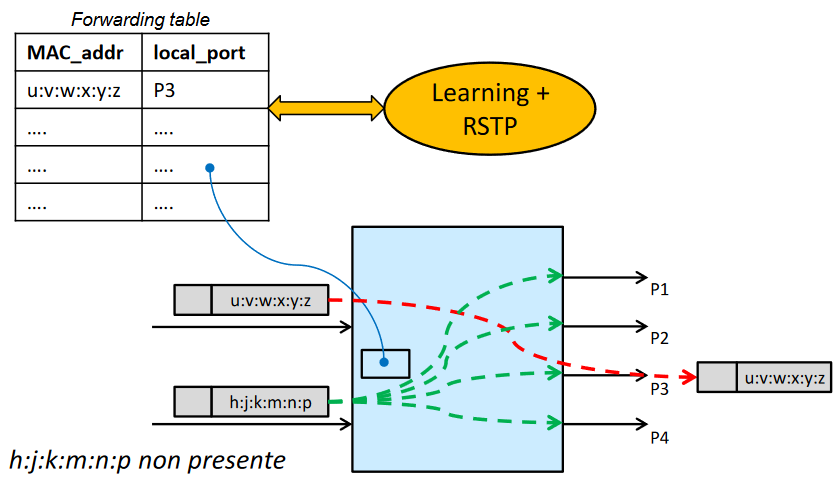 Forwarding table
MAC_addr local_port
u:v:w:x:y:z P3
.... ....
.... ....
.... ....
Learning +
RSTP
u:v:w:x:y:z
h:j:k:m:n:p
P1
P2
P3
P4
u:v:w:x:y:z
h:j:k:m:n:p non presente